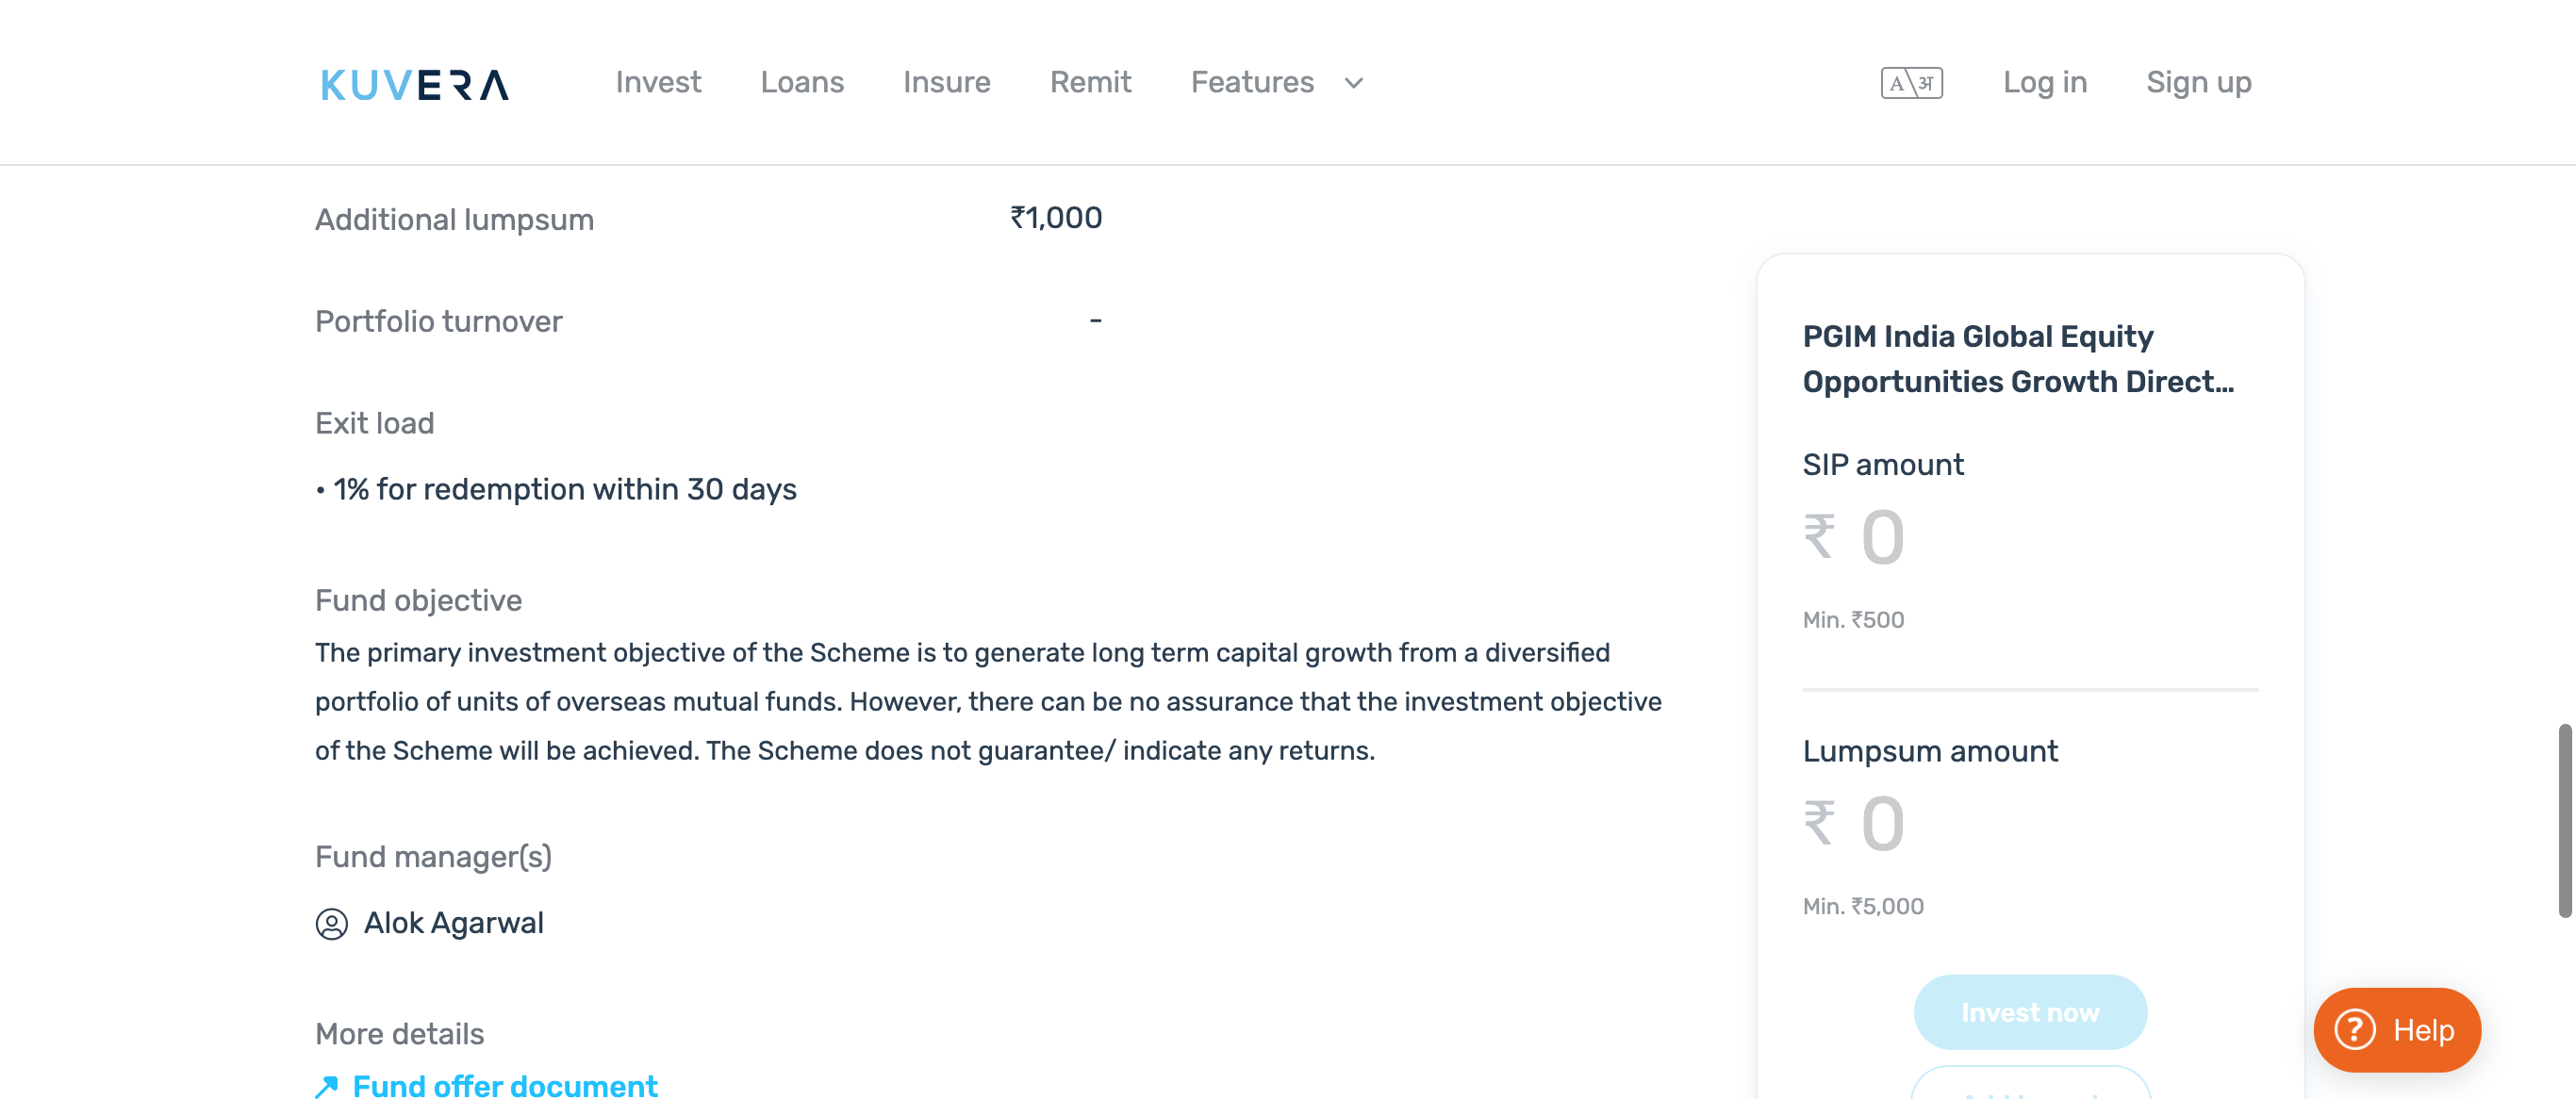 KUVERA
Invest
Loans
Insure
Remit
Features
A\अ
Log in
Sign up
Additional lumpsum
₹1,000
Portfolio turnover
-
Exit load
• 1% for redemption within 30 days
Fund objective
The primary investment objective of the Scheme is to generate long term capital growth from a diversified
portfolio of units of overseas mutual funds. However, there can be no assurance that the investment objective
of the Scheme will be achieved. The Scheme does not guarantee/ indicate any returns.
Fund manager(s)
Alok Agarwal
More details
Fund offer document
PGIM India Global Equity
Opportunities Growth Direct...
SIP amount
₹ 0
Min. ₹500
Lumpsum amount
₹ 0
Min. ₹5,000
Invest now
? Help